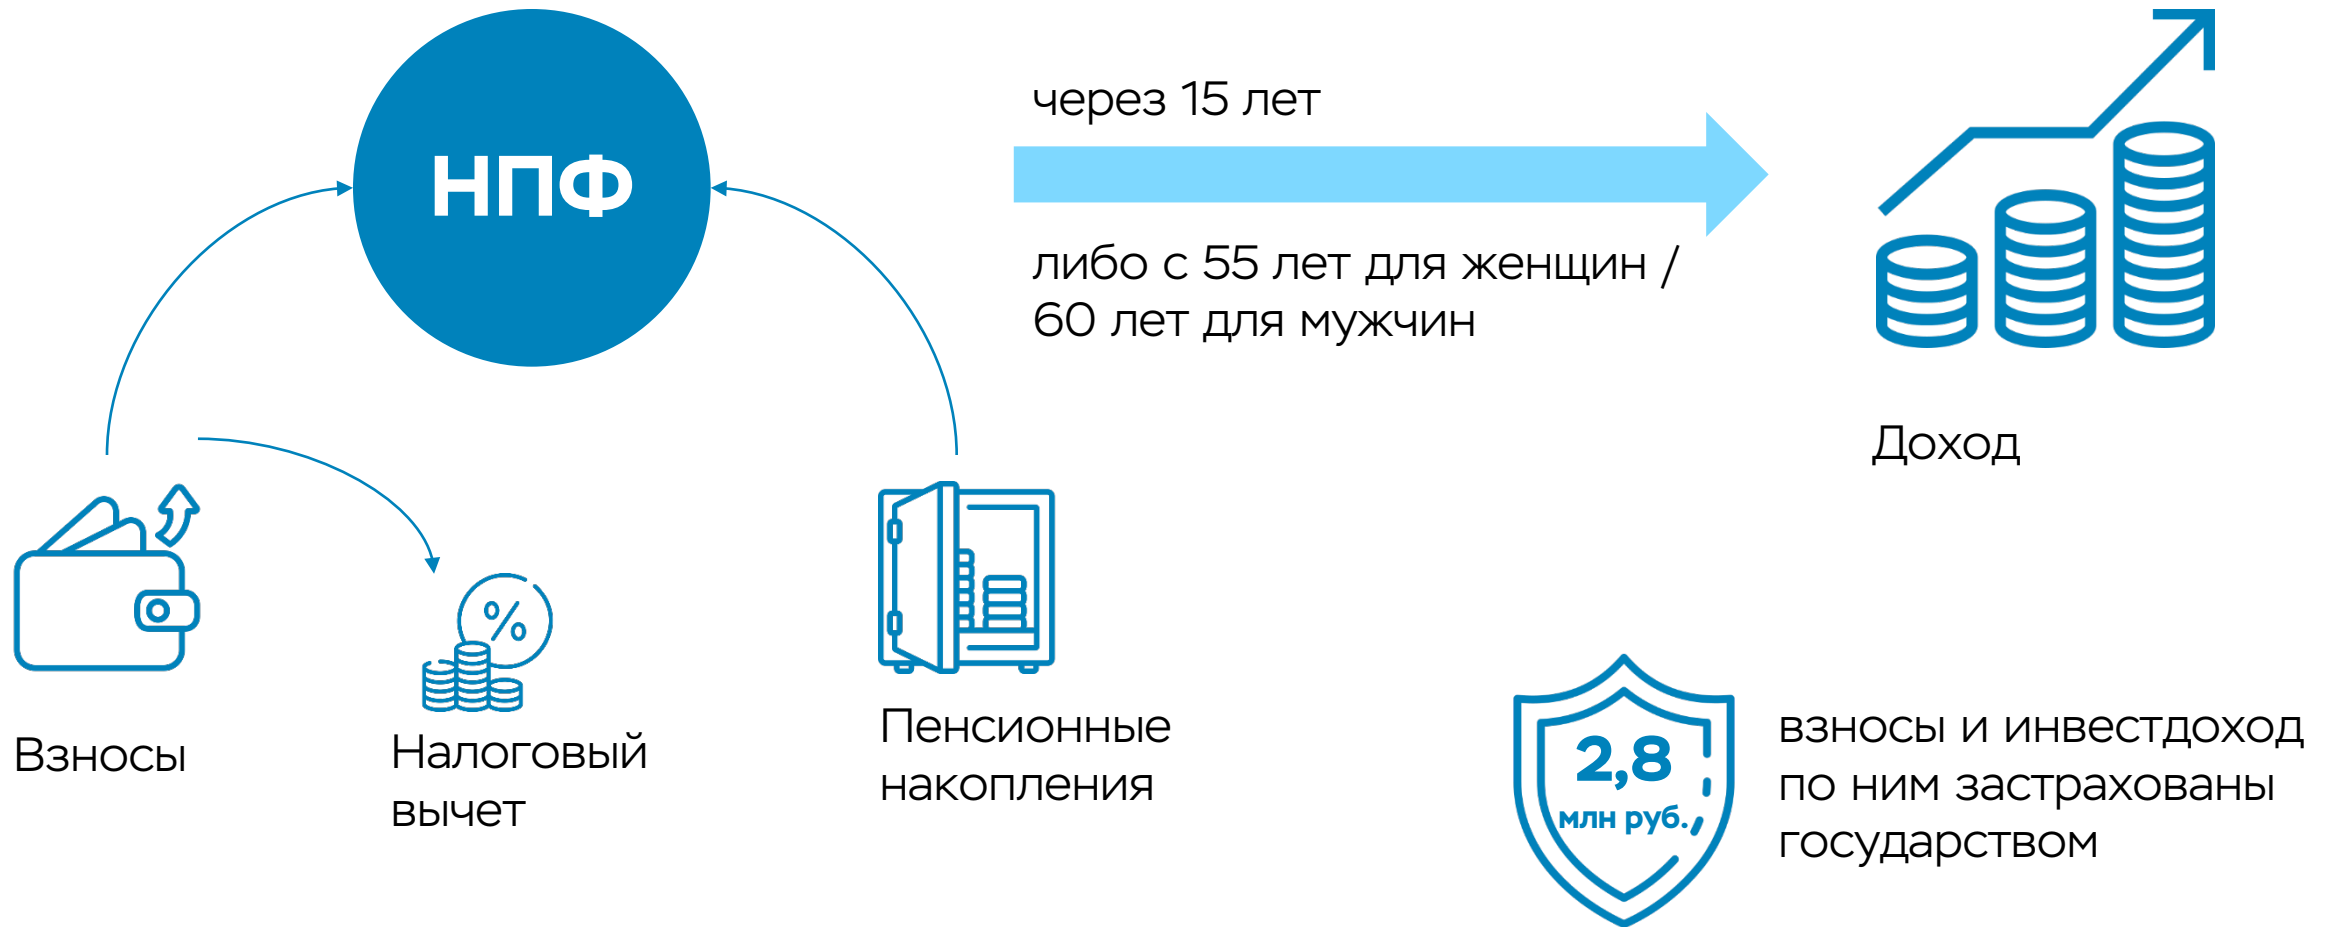 НПФ
через 15 лет
либо с 55 лет для женщин /
60 лет для мужчин
Доход
%
Взносы
Налоговый
вычет
Пенсионные
накопления
2,8
млн руб.
взносы и инвестдоход
по ним застрахованы
государством